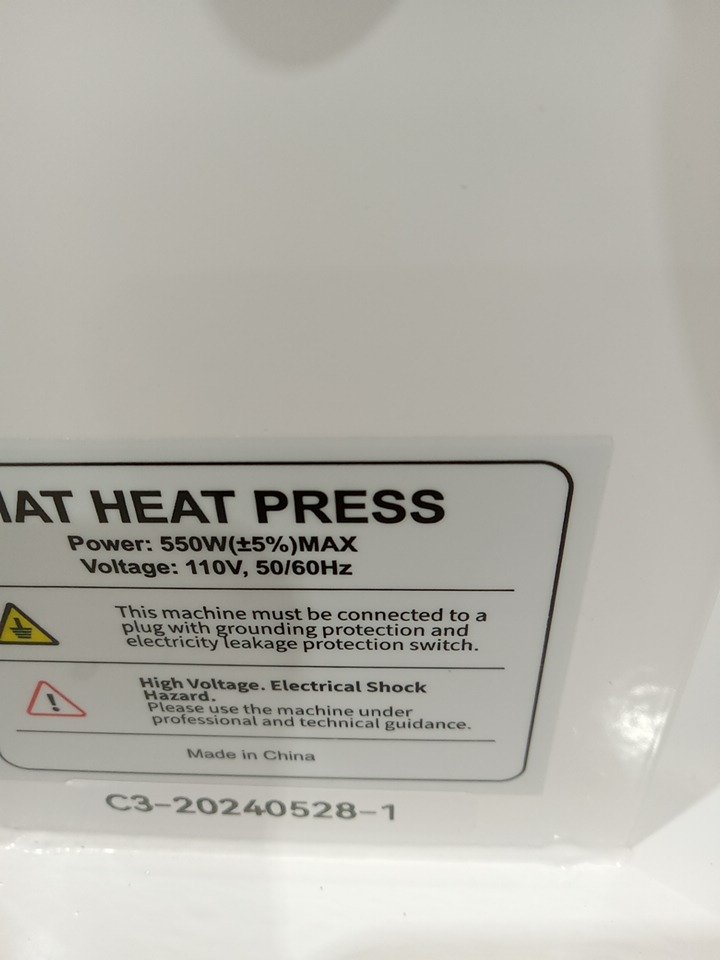 HEAT PRESS
Power: 550W(±5%)MAX
Voltage: 110V, 50/60Hz
This machine must be connected to a
plug with grounding protection and
electricity leakage protection switch.
High Voltage. Electrical Shock
Hazard.
Please use the machine under
professional and technical guidance.
Made in China
C3-20240528-1